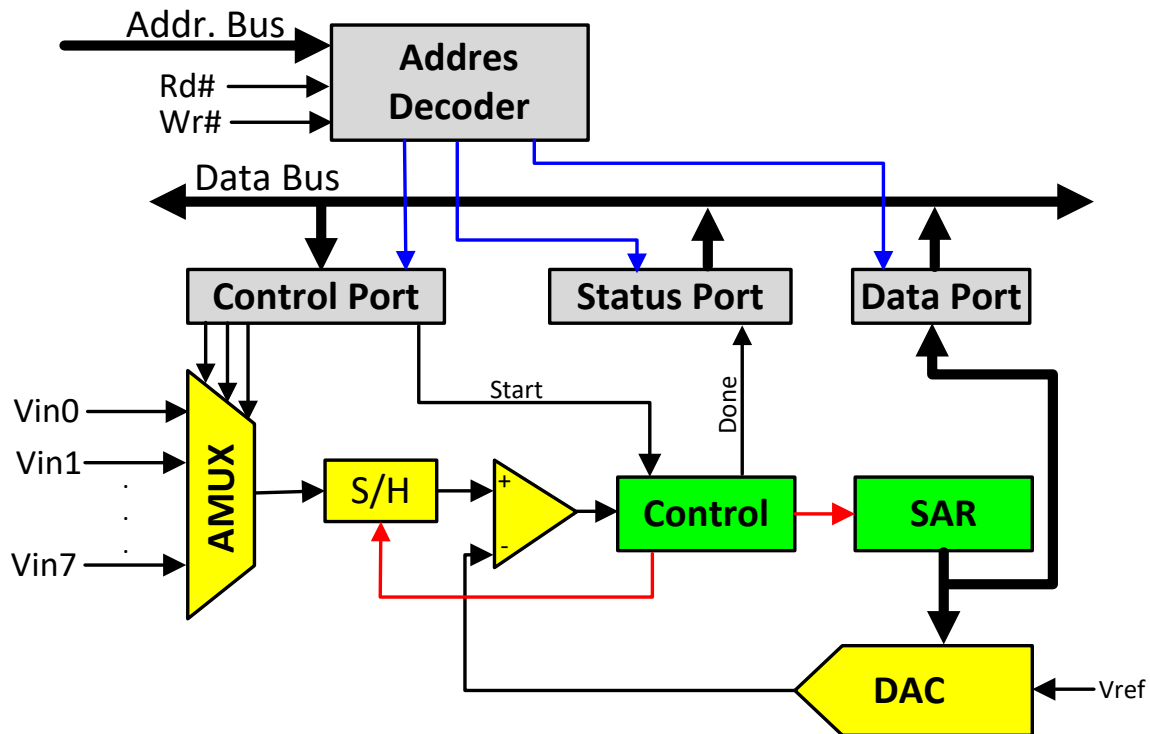 Addr. Bus
Addres
Decoder
Rd#
Wr#
Data Bus
Control Port
Status Port
Data Port
Start
Done
Vin0
Vin1
.
.
.
Vin7
AMUX
S/H
+
-
Control
SAR
DAC
Vref